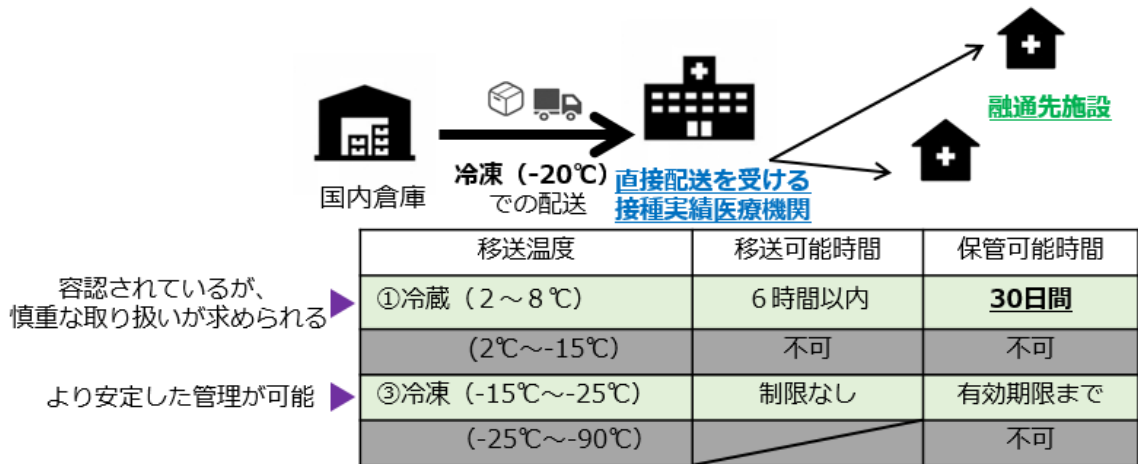 融通先施設
国内倉庫
冷凍（-20℃）
での配送
直接配送を受ける
接種実績医療機関
移送温度 移送可能時間 保管可能時間
容認されているが、
慎重な取り扱いが求められる
①冷蔵（2～8℃） 6時間以内 30日間
(2℃～-15℃) 不可 不可
より安定した管理が可能
③冷凍（-15℃～-25℃） 制限なし 有効期限まで
(-25℃～-90℃) 不可